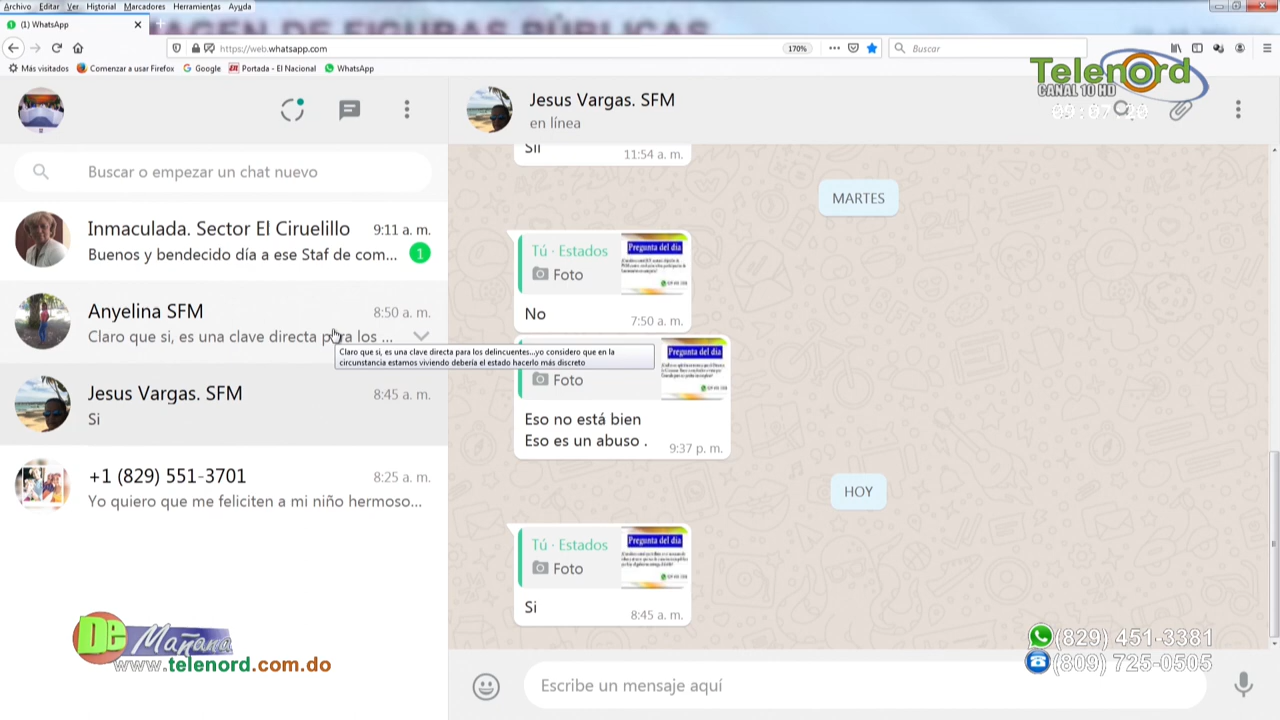 Archivo Editar Ver Historial Marcadores Herramientas Ayuda
IMAGEN DE FIGURAS PÚBLICAS
(1) WhatsApp
https://web.whatsapp.com
170%
Buscar
Más visitados Comenzar a usar Firefox Google Portada - El Nacional WhatsApp
Telenord
CANAL 10 HD
09:07:20
Jesus Vargas. SFM
en línea
Buscar o empezar un chat nuevo
Inmaculada. Sector El Ciruelillo 9:11 a. m.
Buenos y bendecido día a ese Staf de com... 1
Anyelina SFM 8:50 a. m.
Claro que si, es una clave directa para los ...
Claro que si, es una clave directa para los delincuentes...yo considero que en la
circunstancia estamos viviendo debería el estado hacerlo más discreto
Jesus Vargas. SFM 8:45 a. m.
Si
+1 (829) 551-3701 8:25 a. m.
Yo quiero que me feliciten a mi niño hermoso...
11:54 a. m.
MARTES
Tú · Estados
Foto
Pregunta del dia
No
7:50 a. m.
Foto
Pregunta del dia
Eso no está bien
Eso es un abuso .
9:37 p. m.
HOY
Tú · Estados
Foto
Pregunta del dia
Si
8:45 a. m.
Escribe un mensaje aquí
De Mañana
www.telenord.com.do
(829) 451-3381
(809) 725-0505